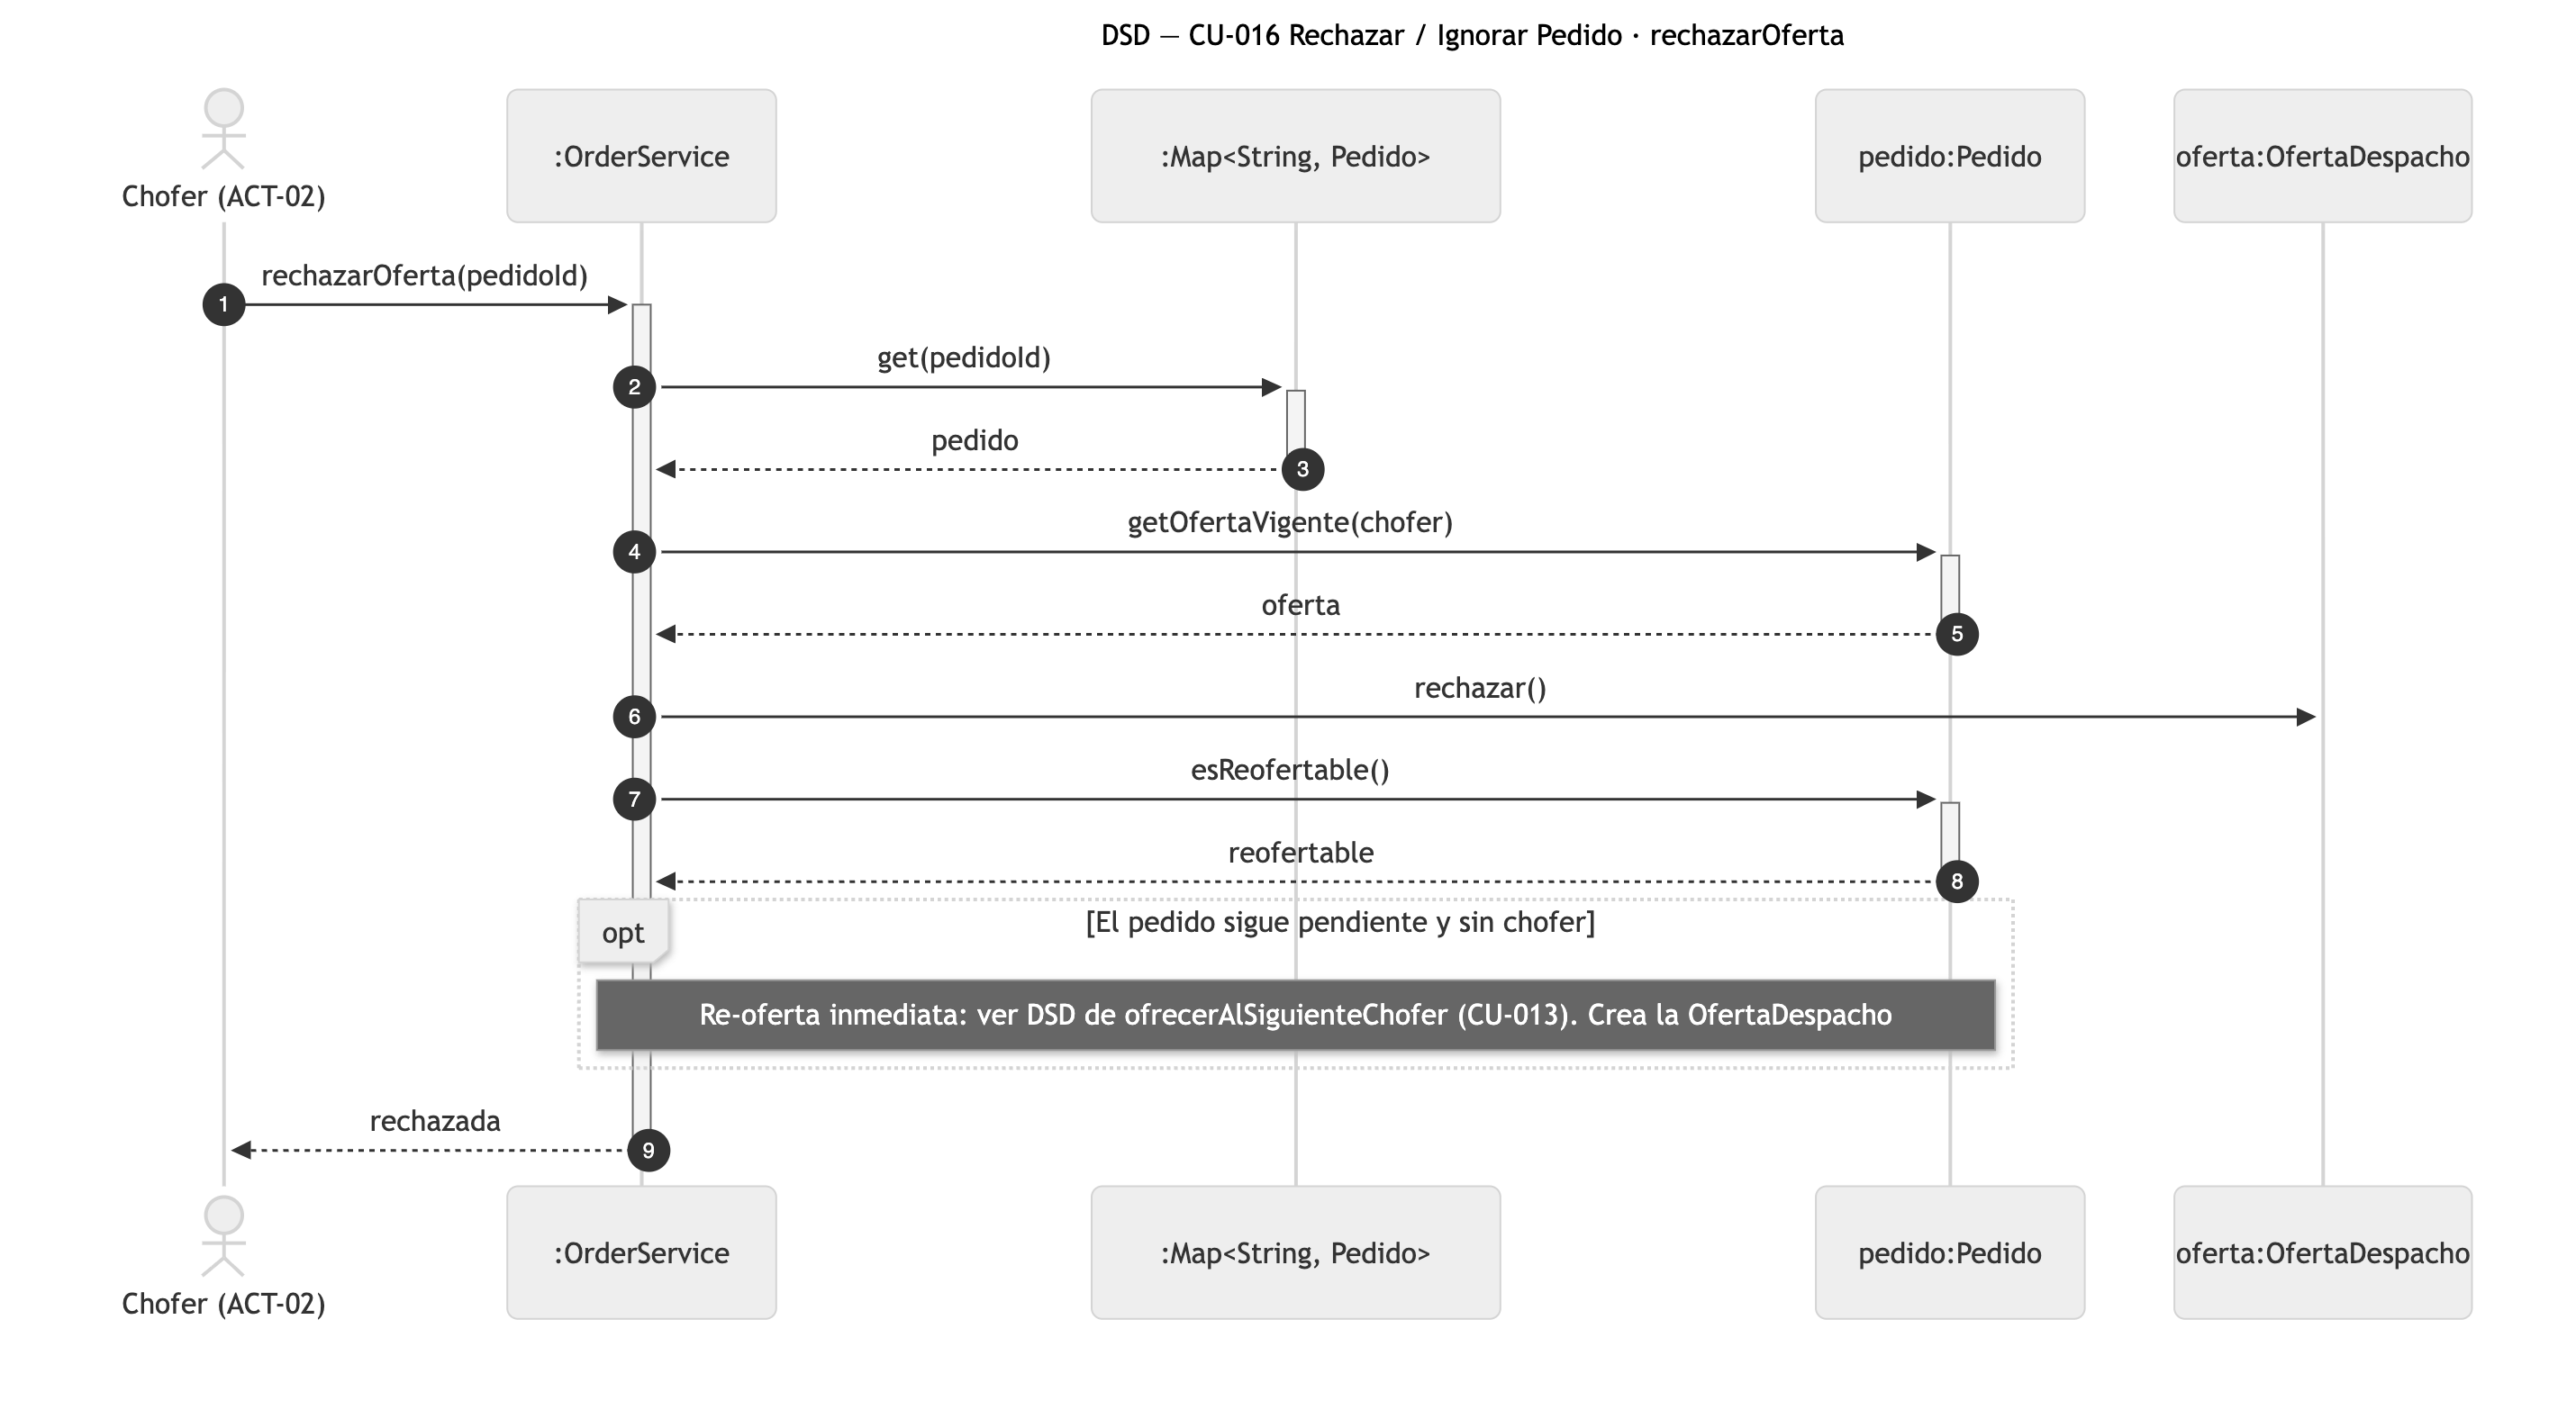 DSD — CU-016 Rechazar / Ignorar Pedido · rechazarOferta
Chofer (ACT-02)
:OrderService
:Map<String, Pedido>
pedido:Pedido
oferta:OfertaDespacho
rechazarOferta(pedidoId)
1
get(pedidoId)
2
pedido
3
getOfertaVigente(chofer)
4
oferta
5
rechazar()
6
esReofertable()
7
reofertable
8
opt
[El pedido sigue pendiente y sin chofer]
Re-oferta inmediata: ver DSD de ofrecerAlSiguienteChofer (CU-013). Crea la OfertaDespacho
rechazada
9
Chofer (ACT-02)
:OrderService
:Map<String, Pedido>
pedido:Pedido
oferta:OfertaDespacho